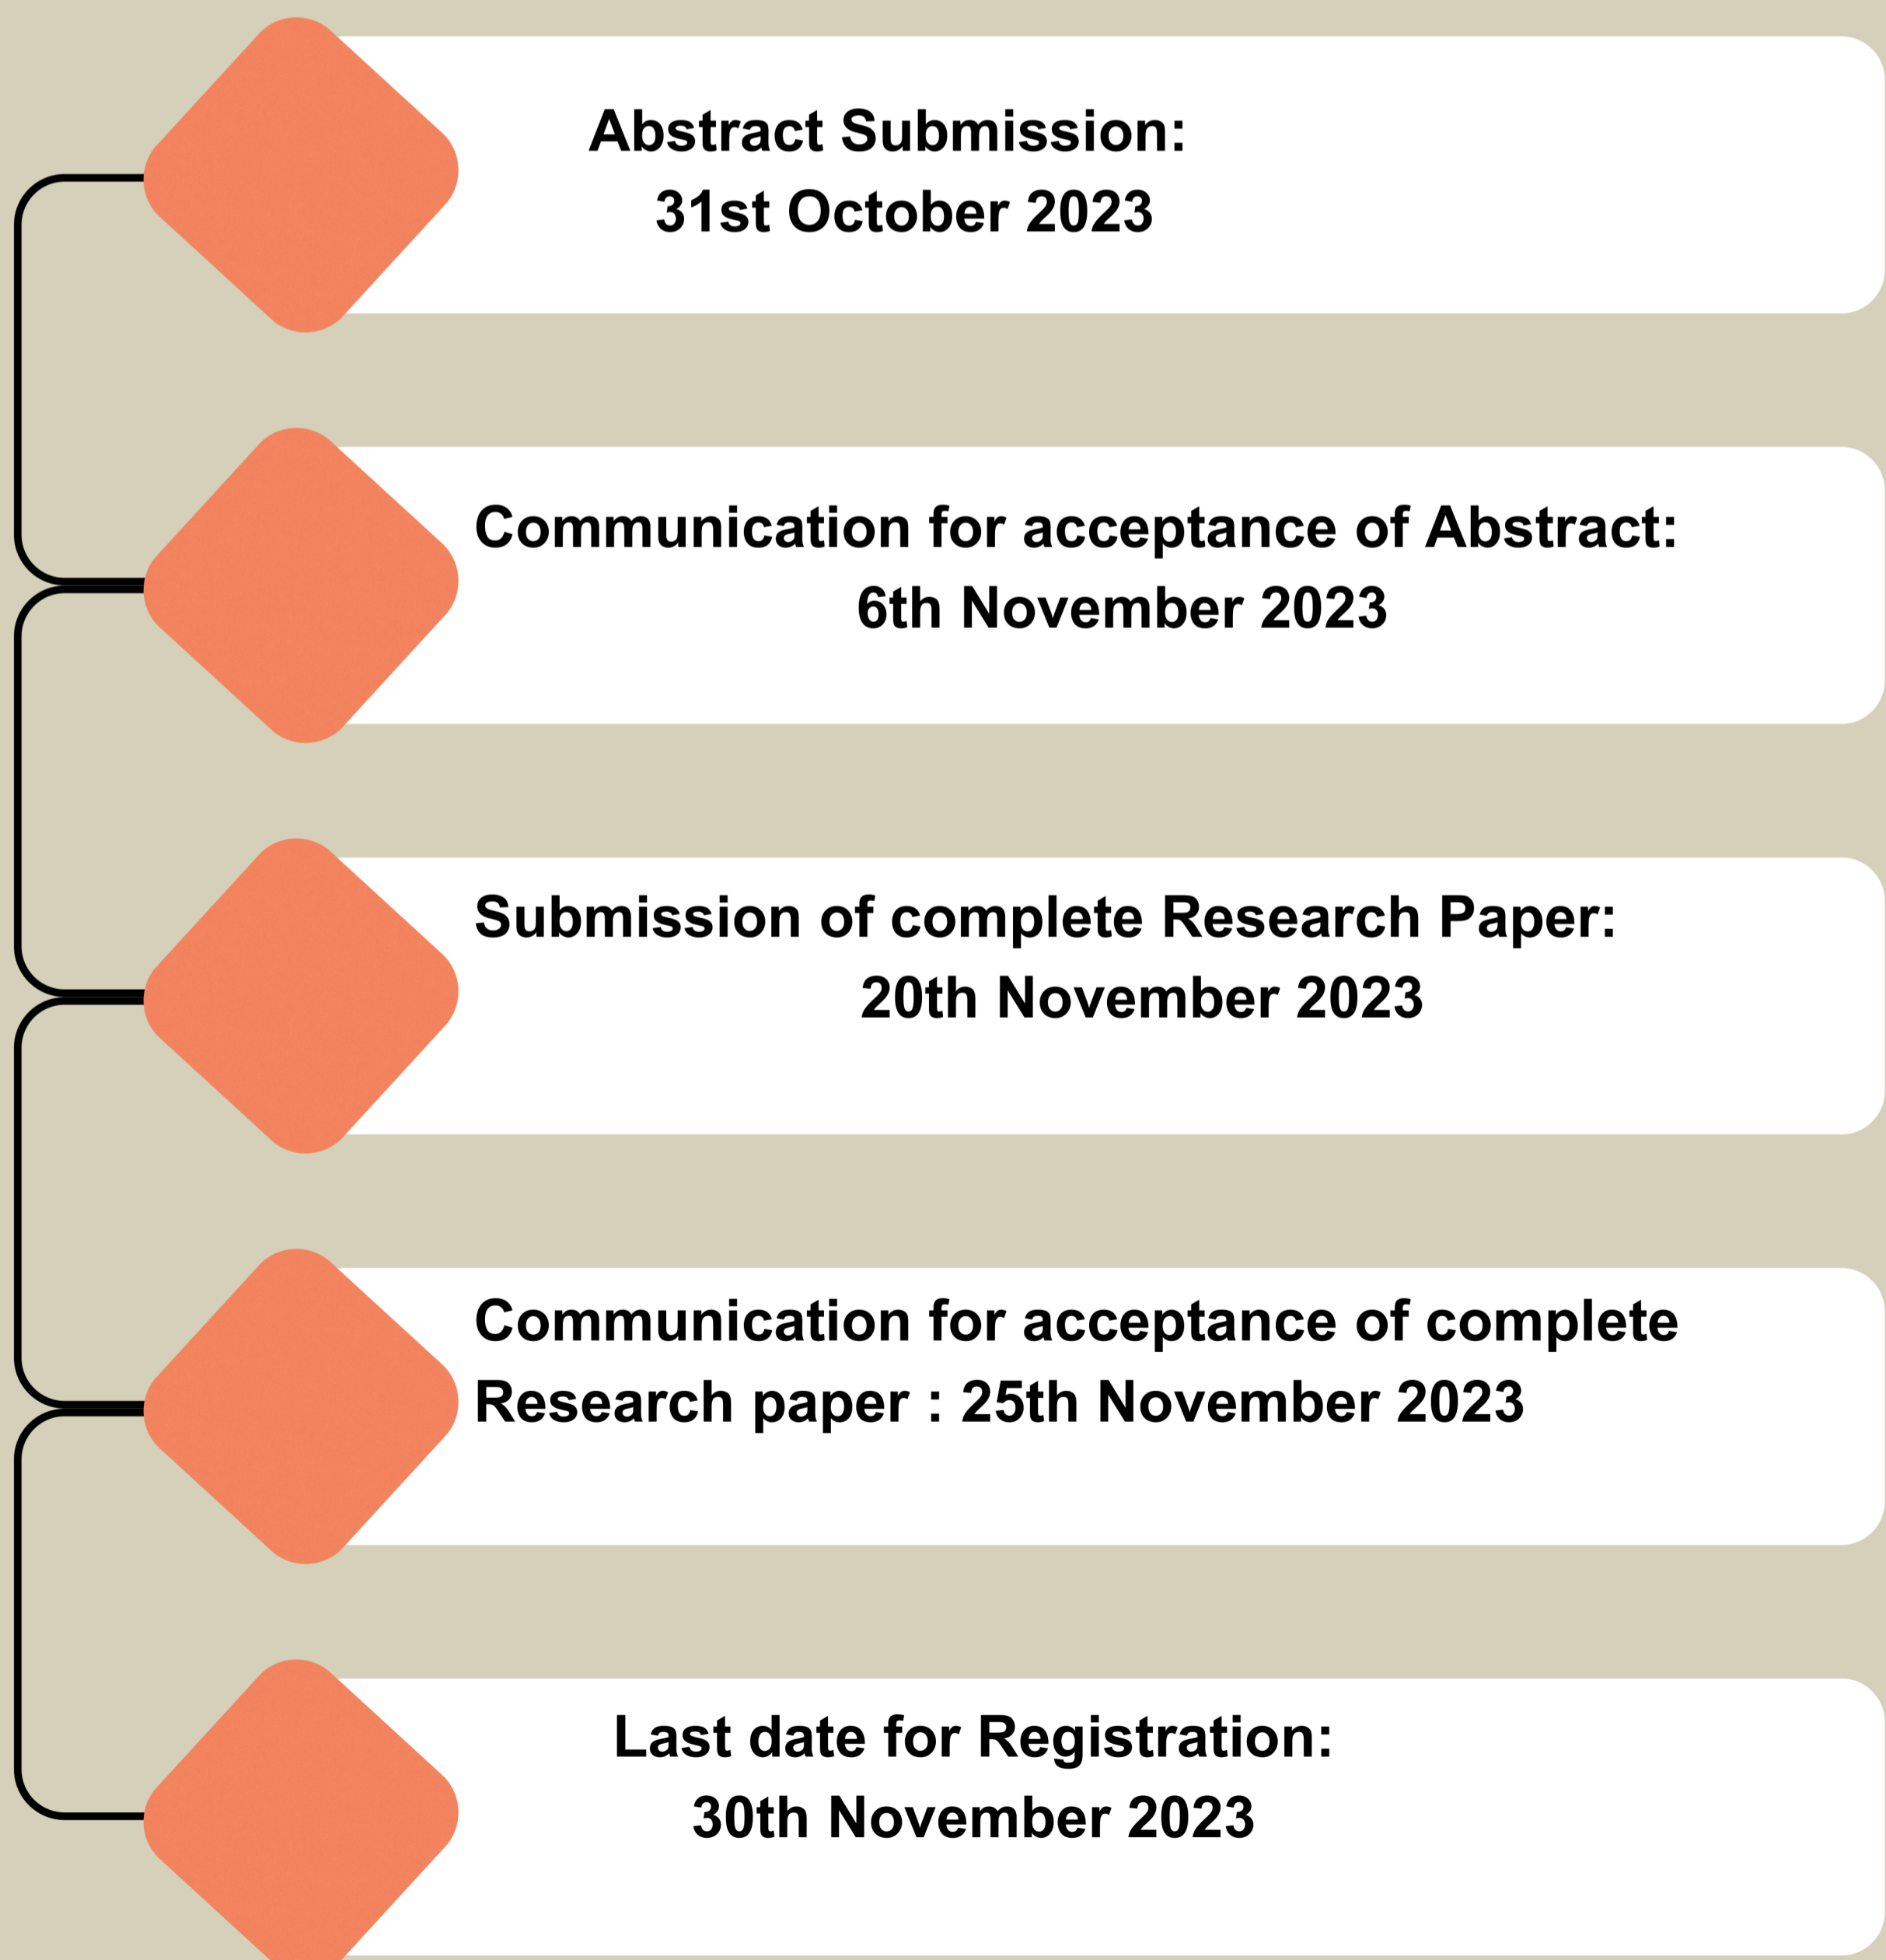 Abstract Submission:
31st October 2023
Communication for acceptance of Abstract:
6th November 2023
Submission of complete Research Paper:
20th November 2023
Communication for acceptance of complete
Research paper : 25th November 2023
Last date for Registration:
30th November 2023